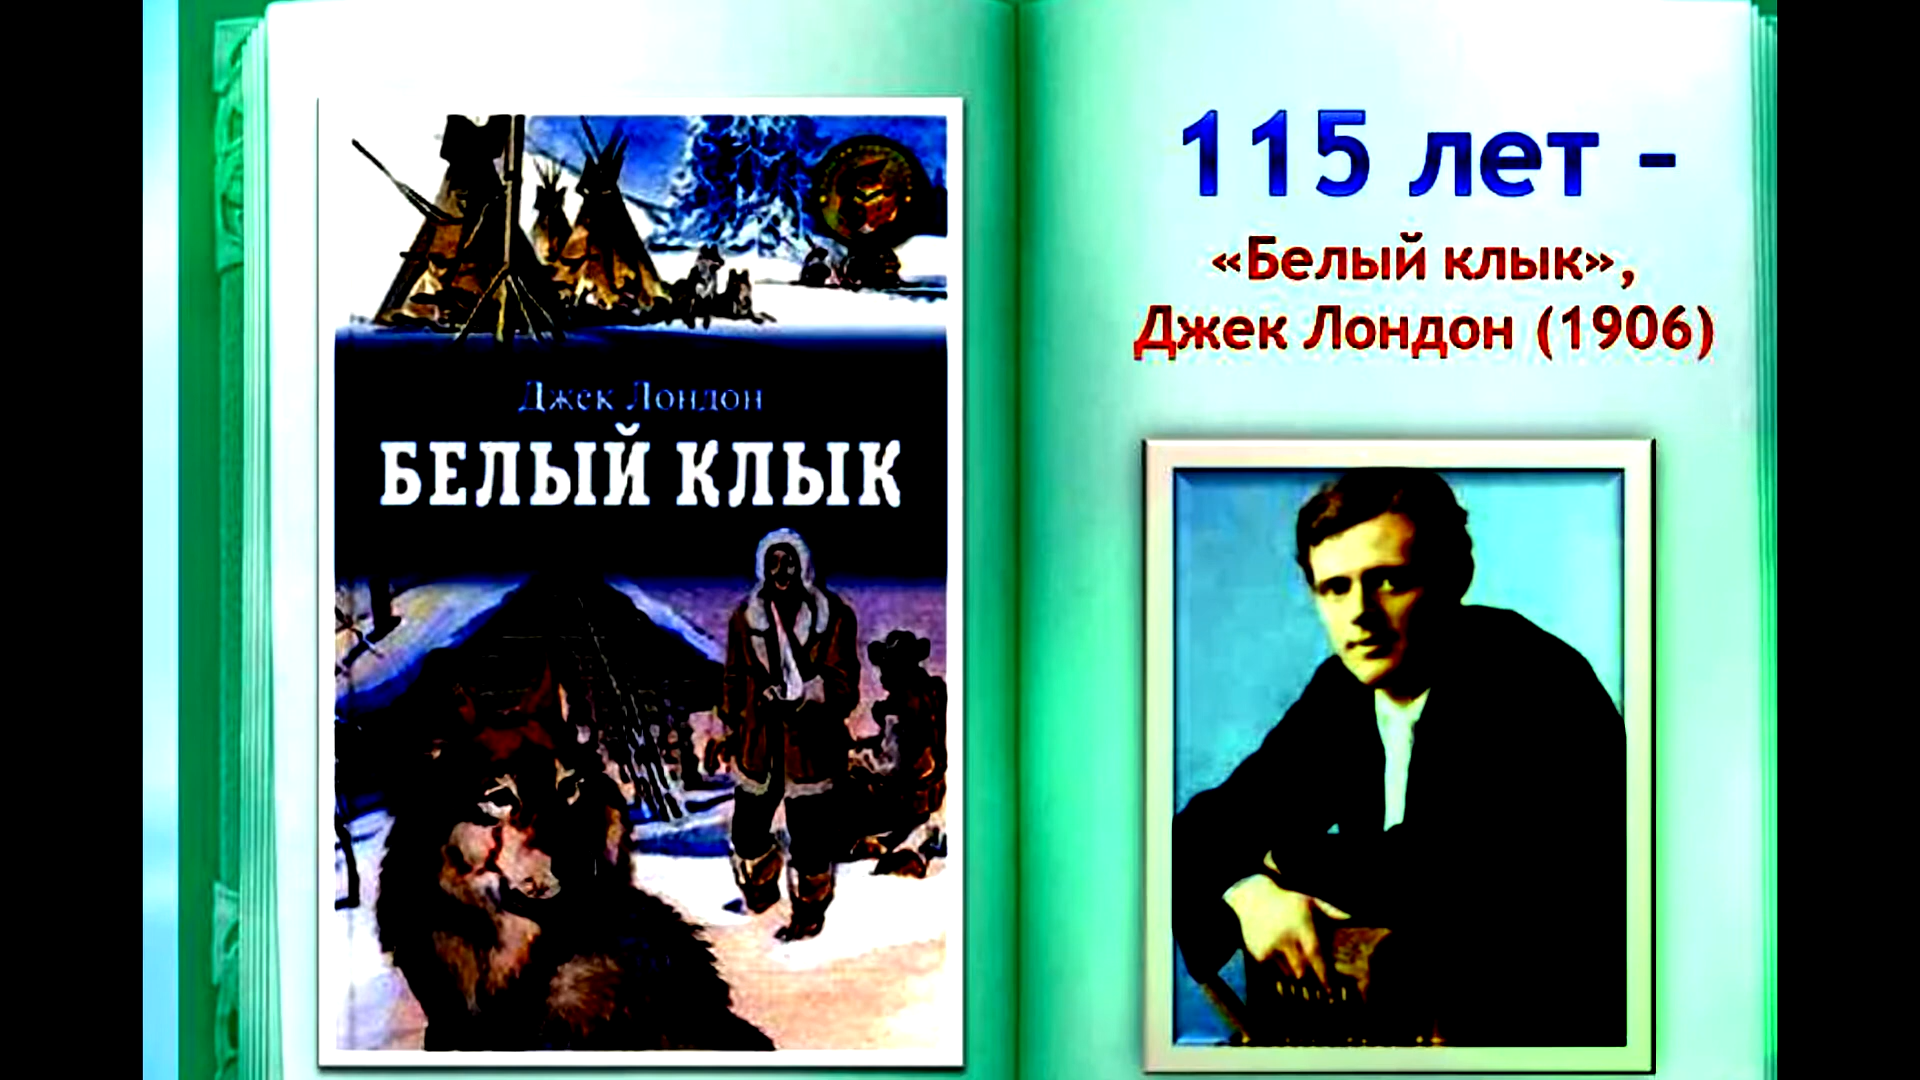 Джек Лондон
БЕЛЫЙ КЛЫК
115 лет -
«Белый клык»,
Джек Лондон (1906)